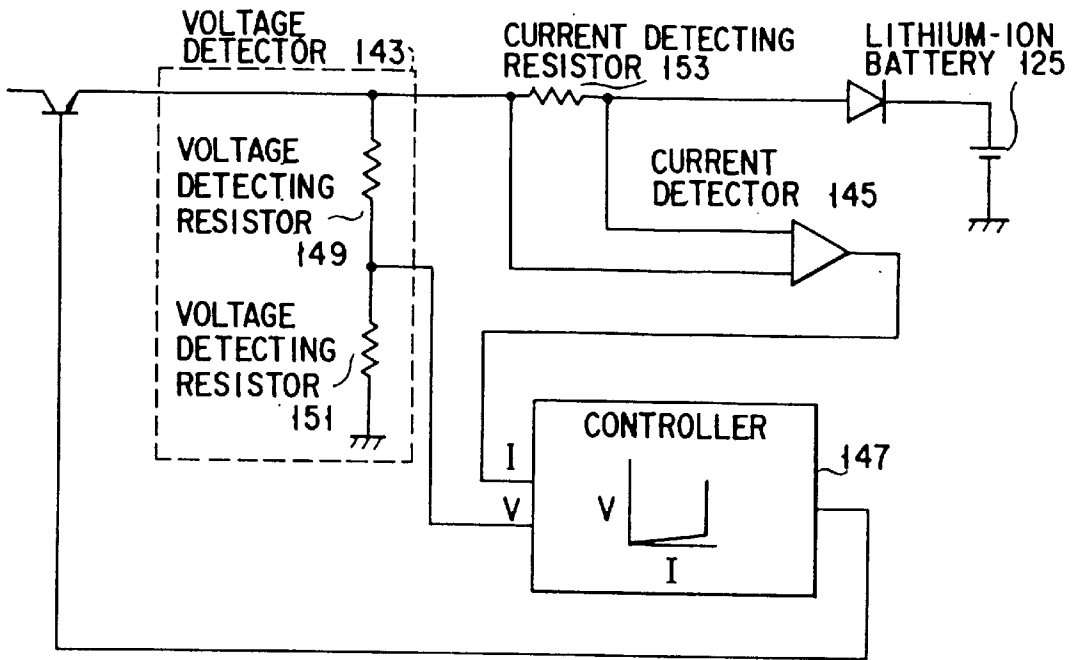 VOLTAGE
DETECTOR 143
CURRENT DETECTING
RESISTOR 153
LITHIUM-ION
BATTERY 125
VOLTAGE
DETECTING
RESISTOR
149
CURRENT
DETECTOR 145
VOLTAGE
DETECTING
RESISTOR
151
CONTROLLER
147
I
V
V
I